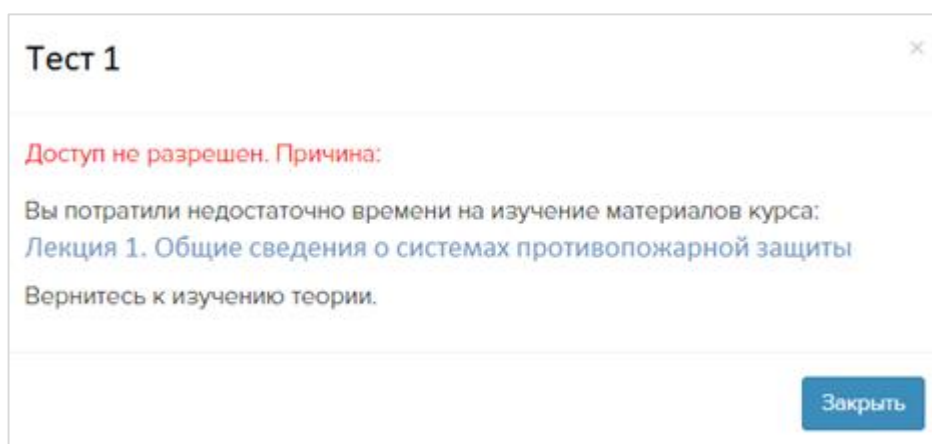 Тест 1
×
Доступ не разрешен. Причина:
Вы потратили недостаточно времени на изучение материалов курса:
Лекция 1. Общие сведения о системах противопожарной защиты
Вернитесь к изучению теории.
Закрыть